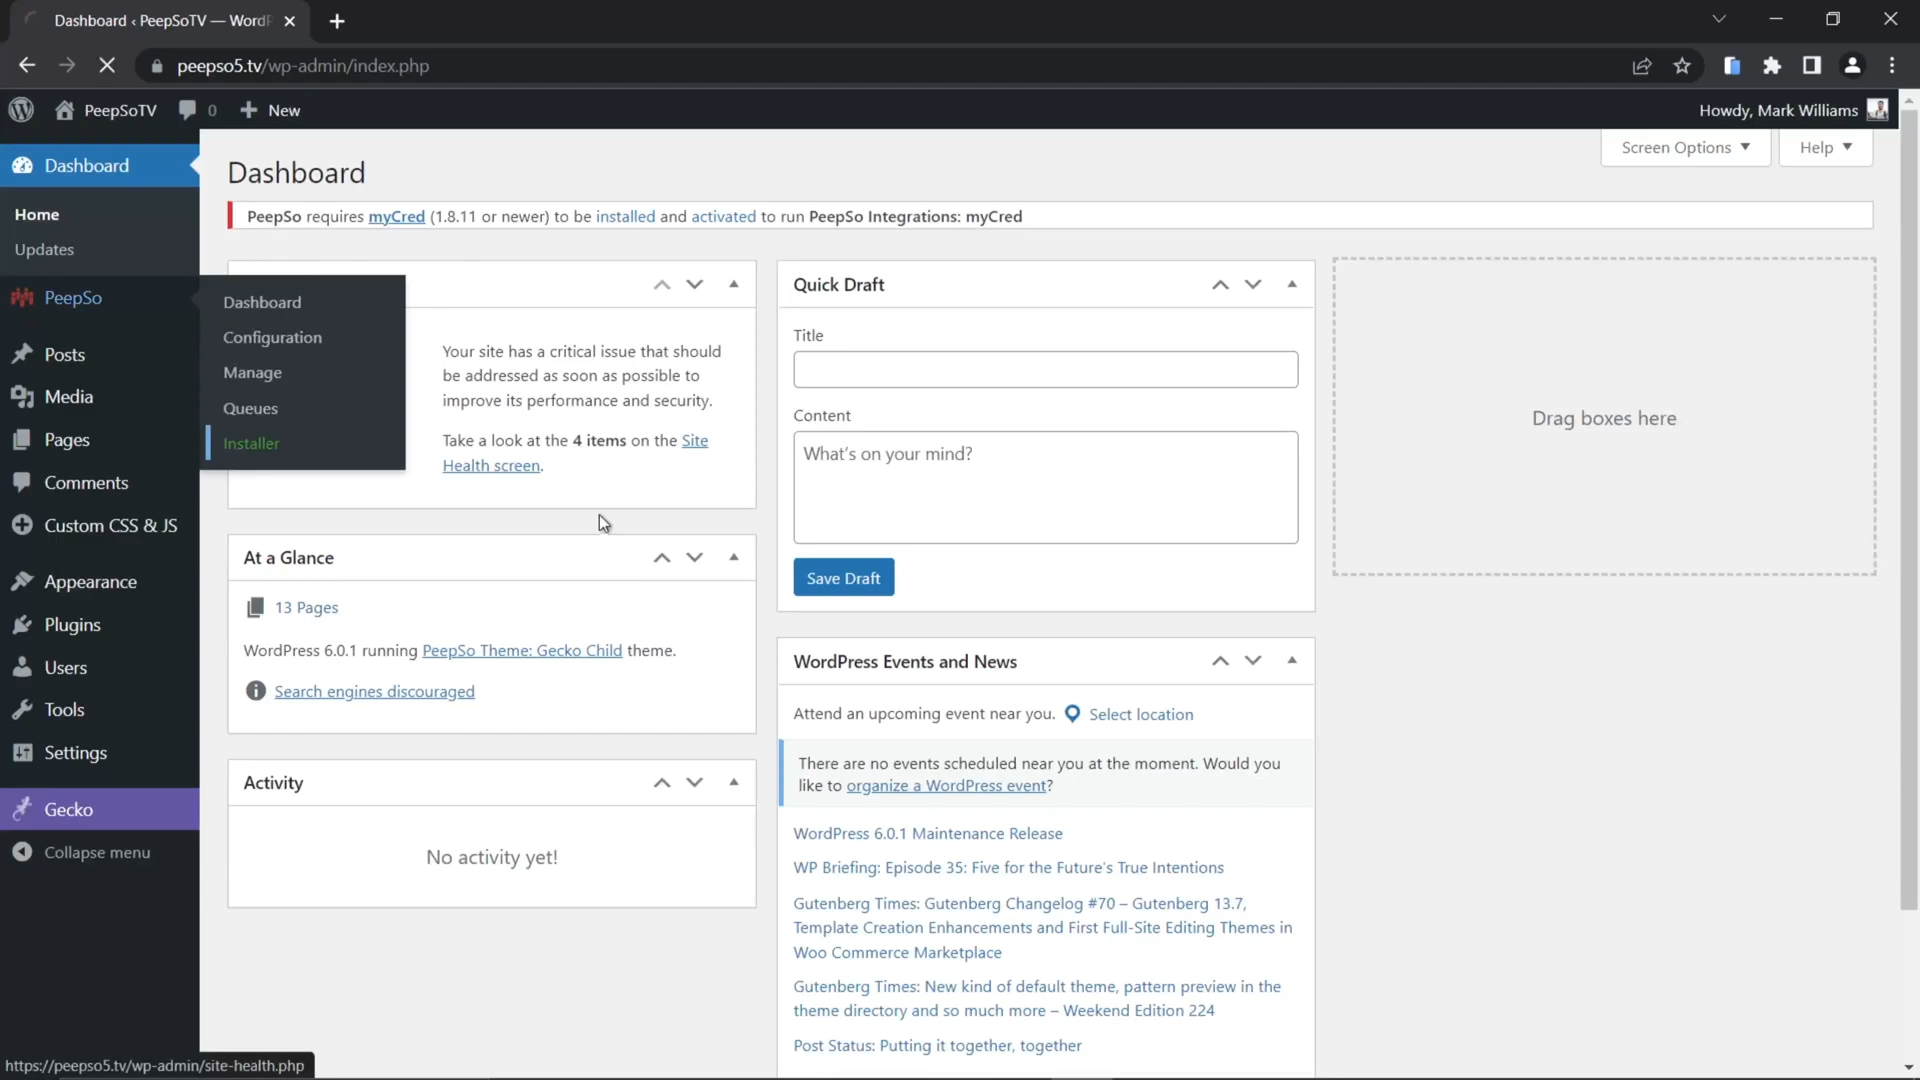 Dashboard ‹ PeepSoTV — WordP
peepso5.tv/wp-admin/index.php
PeepSoTV
0
New
Howdy, Mark Williams
Dashboard
Home
Updates
PeepSo
Posts
Media
Pages
Comments
Custom CSS & JS
Appearance
Plugins
Users
Tools
Settings
Gecko
Collapse menu
Dashboard
Configuration
Manage
Queues
Installer
Screen Options
Help
Dashboard
PeepSo requires myCred (1.8.11 or newer) to be installed and activated to run PeepSo Integrations: myCred
Your site has a critical issue that should
be addressed as soon as possible to
improve its performance and security.
Take a look at the 4 items on the Site
Health screen.
At a Glance
13 Pages
WordPress 6.0.1 running PeepSo Theme: Gecko Child theme.
Search engines discouraged
Activity
No activity yet!
Quick Draft
Title
Content
What's on your mind?
Save Draft
WordPress Events and News
Attend an upcoming event near you.
Select location
There are no events scheduled near you at the moment. Would you
like to organize a WordPress event?
WordPress 6.0.1 Maintenance Release
WP Briefing: Episode 35: Five for the Future's True Intentions
Gutenberg Times: Gutenberg Changelog #70 – Gutenberg 13.7,
Template Creation Enhancements and First Full-Site Editing Themes in
Woo Commerce Marketplace
Gutenberg Times: New kind of default theme, pattern preview in the
theme directory and so much more – Weekend Edition 224
Post Status: Putting it together, together
Drag boxes here
https://peepso5.tv/wp-admin/site-health.php